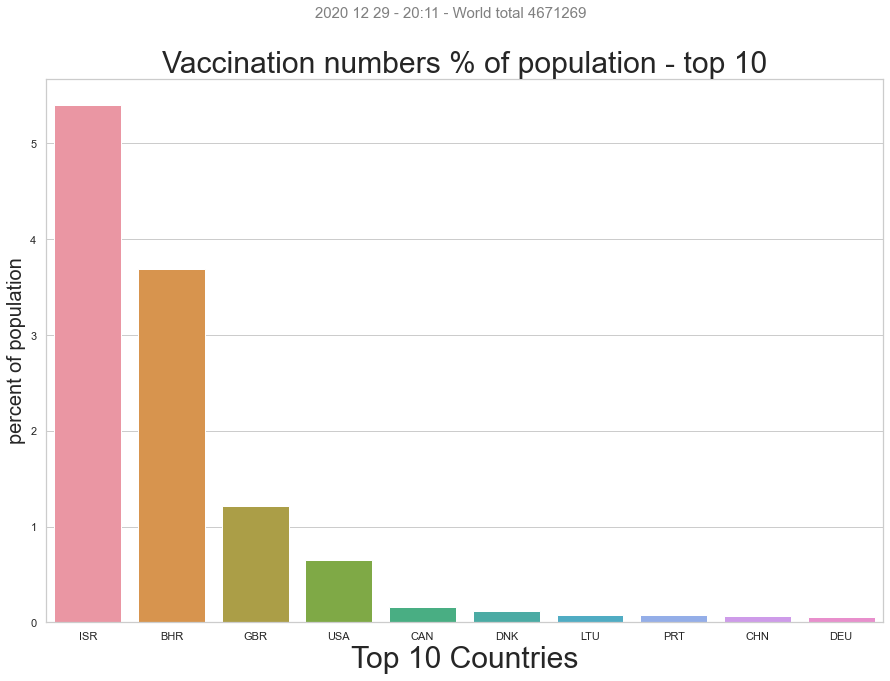 2020 12 29 - 20:11 - World total 4671269
Vaccination numbers % of population - top 10
percent of population
5
4
3
2
1
0
ISR BHR GBR USA CAN DNK LTU PRT CHN DEU
Top 10 Countries